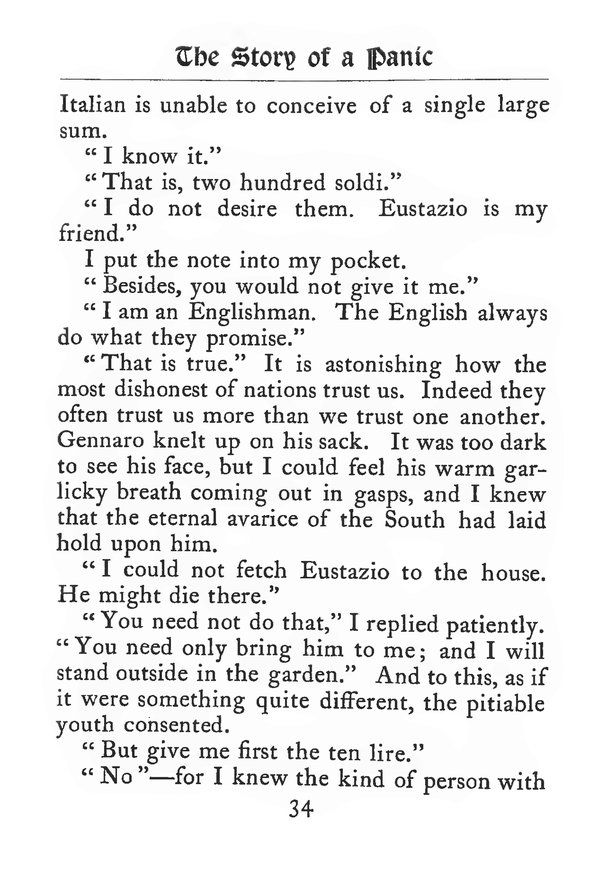 The Story of a Panic
Italian is unable to conceive of a single large
sum.
“I know it.”
“That is, two hundred soldi.”
“I do not desire them. Eustazio is my
friend.”
I put the note into my pocket.
“Besides, you would not give it me.”
“I am an Englishman. The English always
do what they promise.”
“That is true.” It is astonishing how the
most dishonest of nations trust us. Indeed they
often trust us more than we trust one another.
Gennaro knelt up on his sack. It was too dark
to see his face, but I could feel his warm gar-
licky breath coming out in gasps, and I knew
that the eternal avarice of the South had laid
hold upon him.
“I could not fetch Eustazio to the house.
He might die there.”
“You need not do that,” I replied patiently.
“You need only bring him to me; and I will
stand outside in the garden.” And to this, as if
it were something quite different, the pitiable
youth consented.
“But give me first the ten lire.”
“No”—for I knew the kind of person with
34